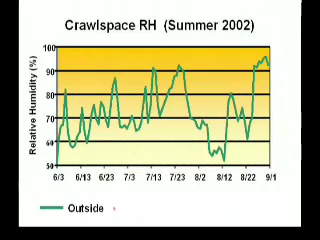 Crawlspace RH (Summer 2002)
Relative Humidity (%)
100
90
80
70
60
50
6/3 6/13 6/23 7/3 7/13 7/23 8/2 8/12 8/22 9/1
Outside